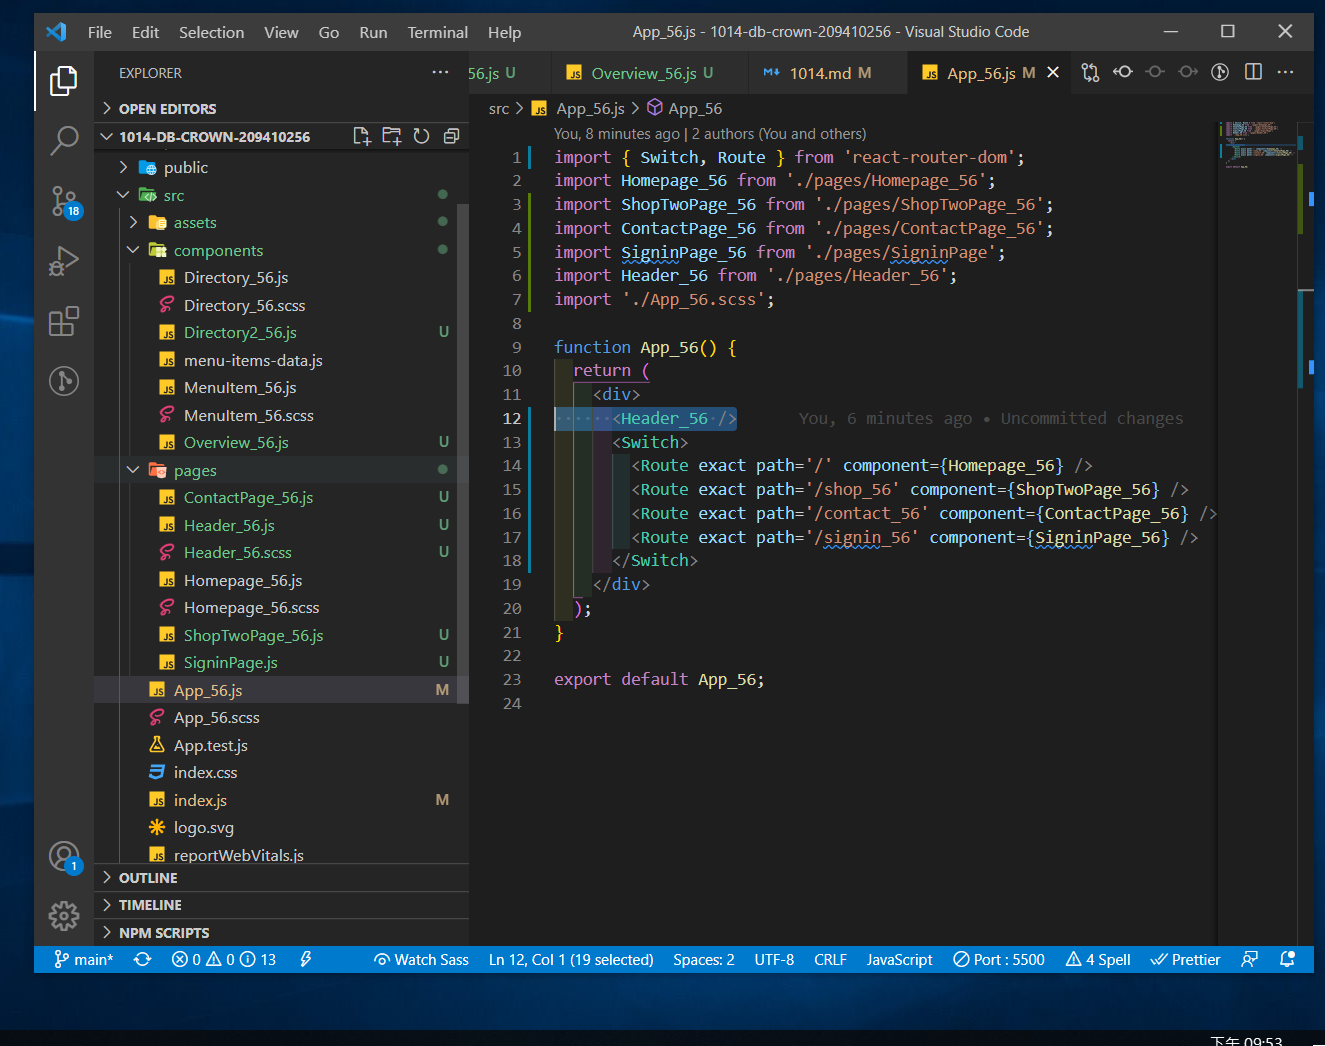 File Edit Selection View Go Run Terminal Help
App_56.js - 1014-db-crown-209410256 - Visual Studio Code
EXPLORER
56.js U
Overview_56.js U
1014.md M
App_56.js M
OPEN EDITORS
1014-DB-CROWN-209410256
public
src
assets
components
Directory_56.js
Directory_56.scss
Directory2_56.js U
menu-items-data.js
MenuItem_56.js
MenuItem_56.scss
Overview_56.js U
pages
ContactPage_56.js U
Header_56.js U
Header_56.scss U
Homepage_56.js
Homepage_56.scss
ShopTwoPage_56.js U
SigninPage.js U
App_56.js M
App_56.scss
App.test.js
index.css
index.js M
logo.svg
reportWebVitals.js
OUTLINE
TIMELINE
NPM SCRIPTS
18
1
src > App_56.js > App_56
You, 8 minutes ago | 2 authors (You and others)
1 import { Switch, Route } from 'react-router-dom';
2 import Homepage_56 from './pages/Homepage_56';
3 import ShopTwoPage_56 from './pages/ShopTwoPage_56';
4 import ContactPage_56 from './pages/ContactPage_56';
5 import SigninPage_56 from './pages/SigninPage';
6 import Header_56 from './pages/Header_56';
7 import './App_56.scss';
8
9 function App_56() {
10 return (
11 <div>
12 <Header_56 /> You, 6 minutes ago • Uncommitted changes
13 <Switch>
14 <Route exact path='/' component={Homepage_56} />
15 <Route exact path='/shop_56' component={ShopTwoPage_56} />
16 <Route exact path='/contact_56' component={ContactPage_56} />
17 <Route exact path='/signin_56' component={SigninPage_56} />
18 </Switch>
19 </div>
20 );
21 }
22
23 export default App_56;
24
main* 0 0 13 Watch Sass Ln 12, Col 1 (19 selected) Spaces: 2 UTF-8 CRLF JavaScript Port : 5500 4 Spell Prettier
下午 09:53